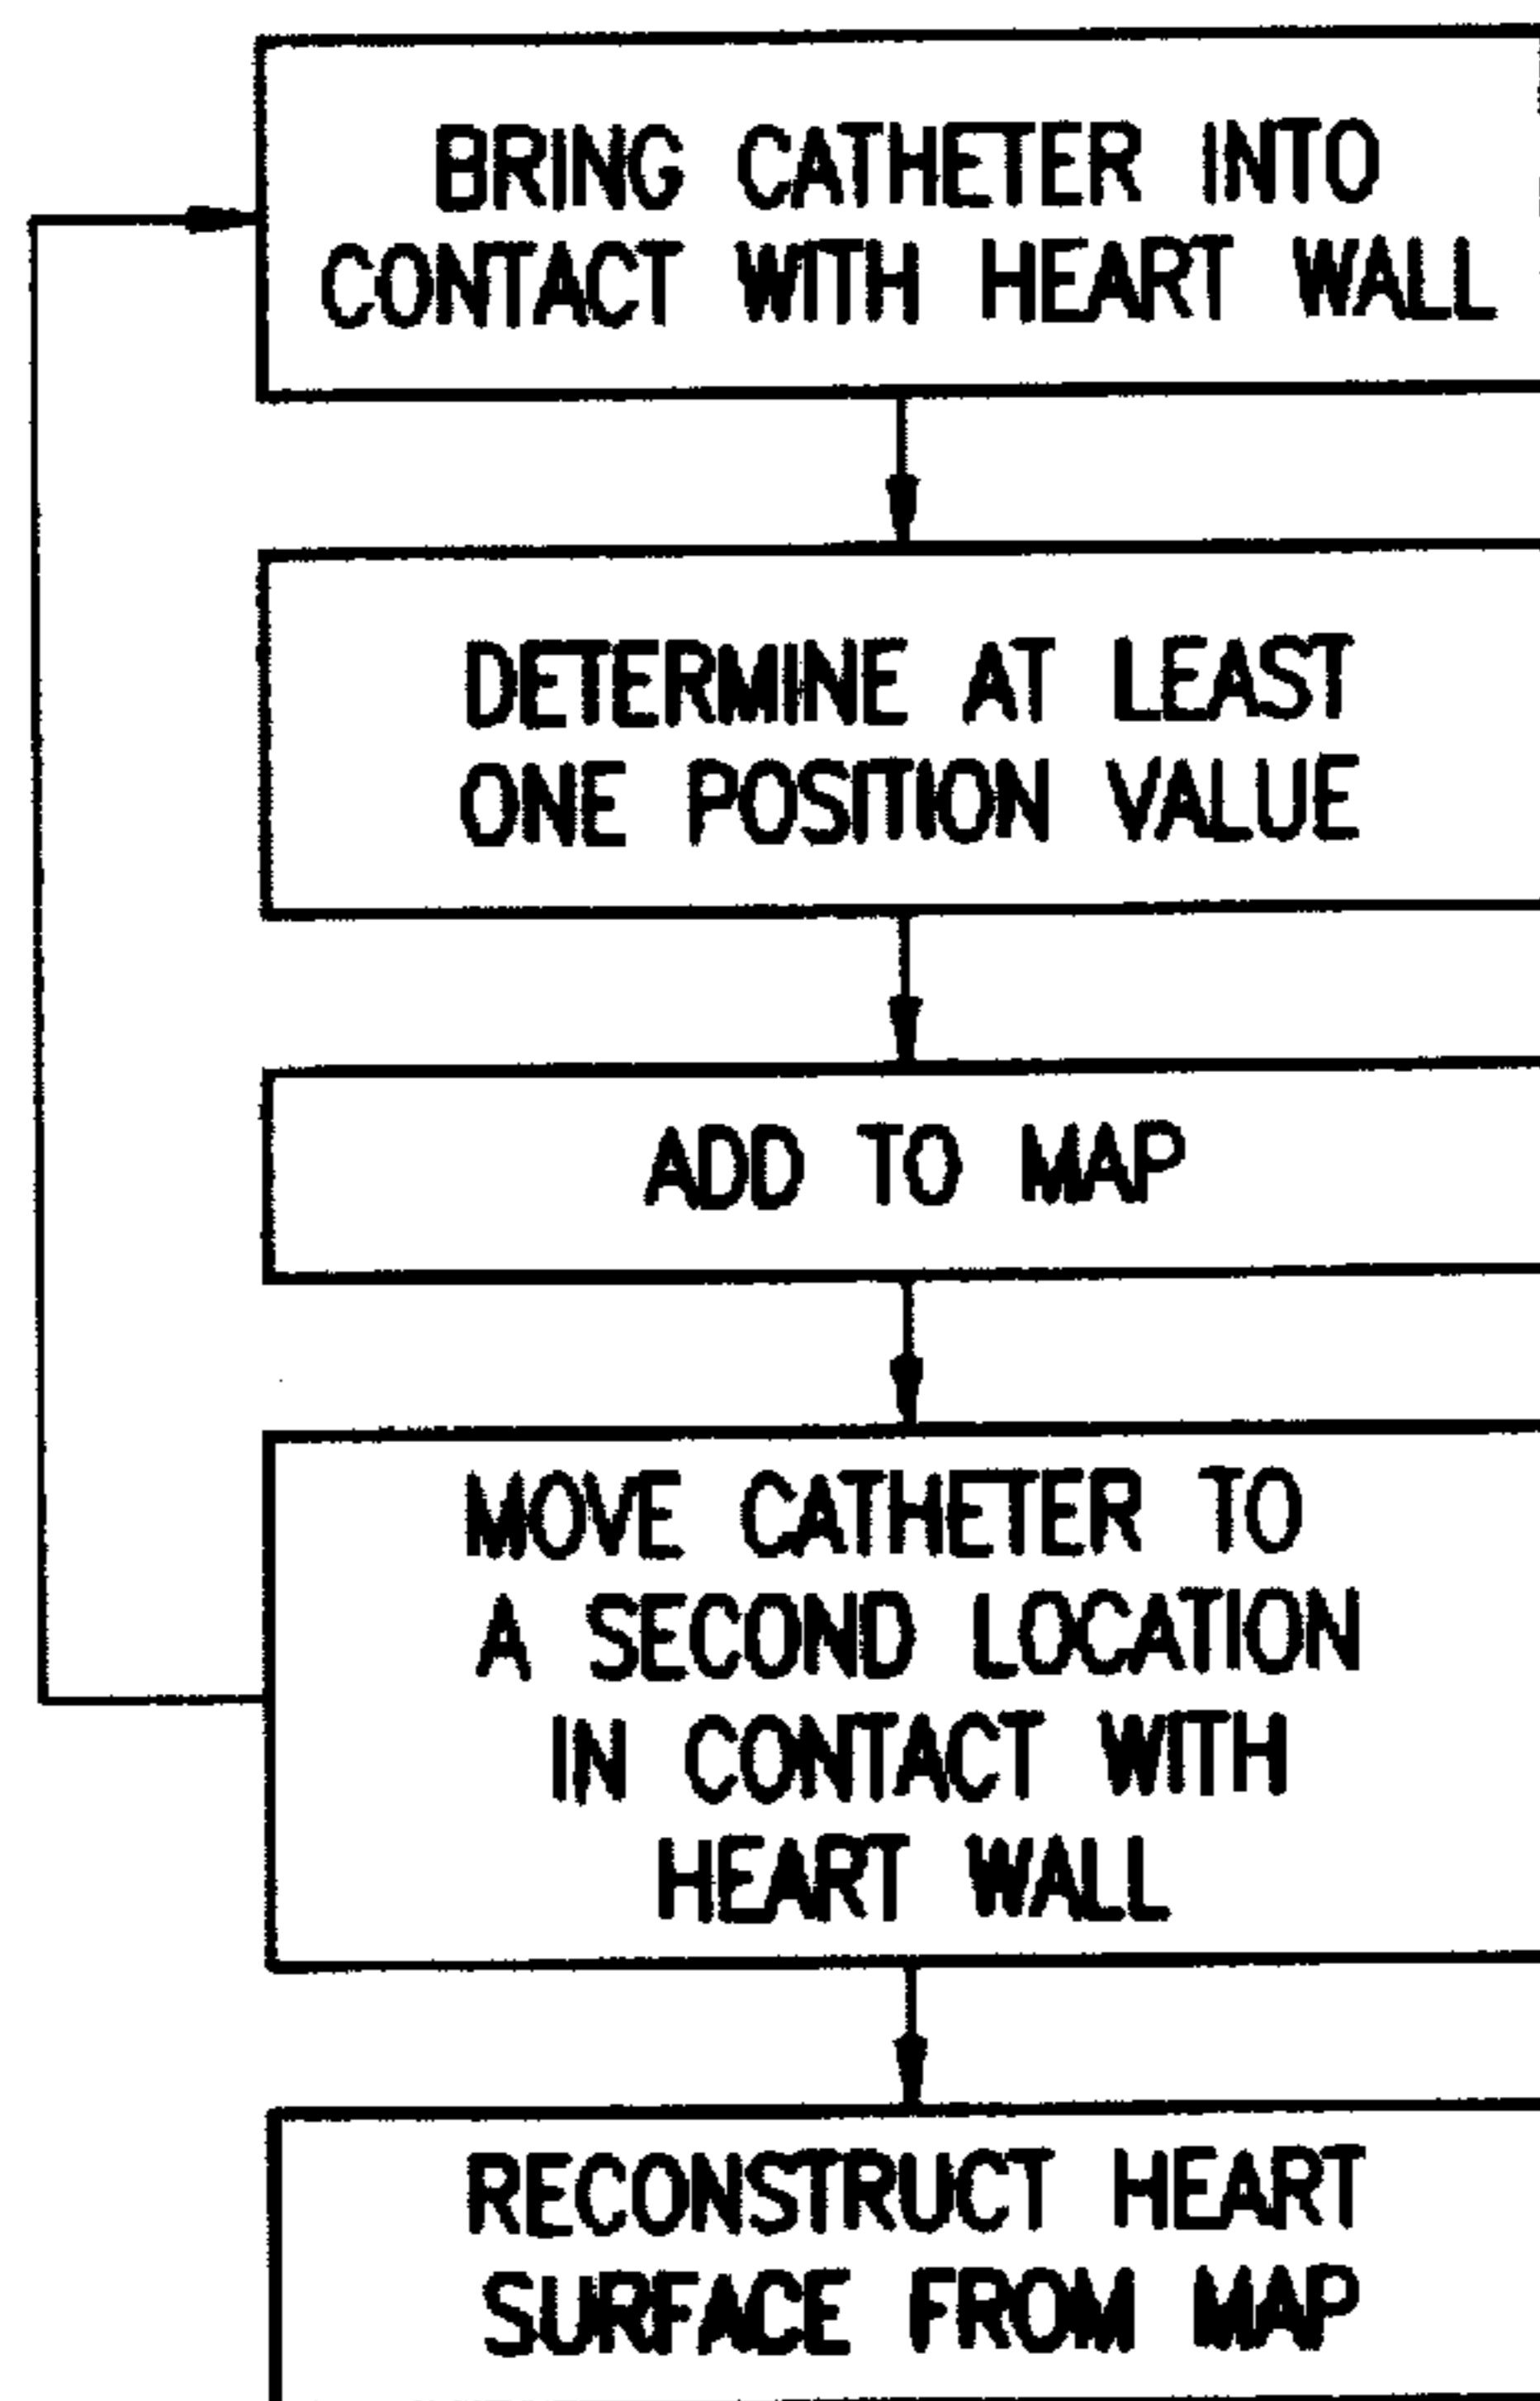 BRING CATHETER INTO
CONTACT WITH HEART WALL
DETERMINE AT LEAST
ONE POSITION VALUE
ADD TO MAP
MOVE CATHETER TO
A SECOND LOCATION
IN CONTACT WITH
HEART WALL
RECONSTRUCT HEART
SURFACE FROM MAP